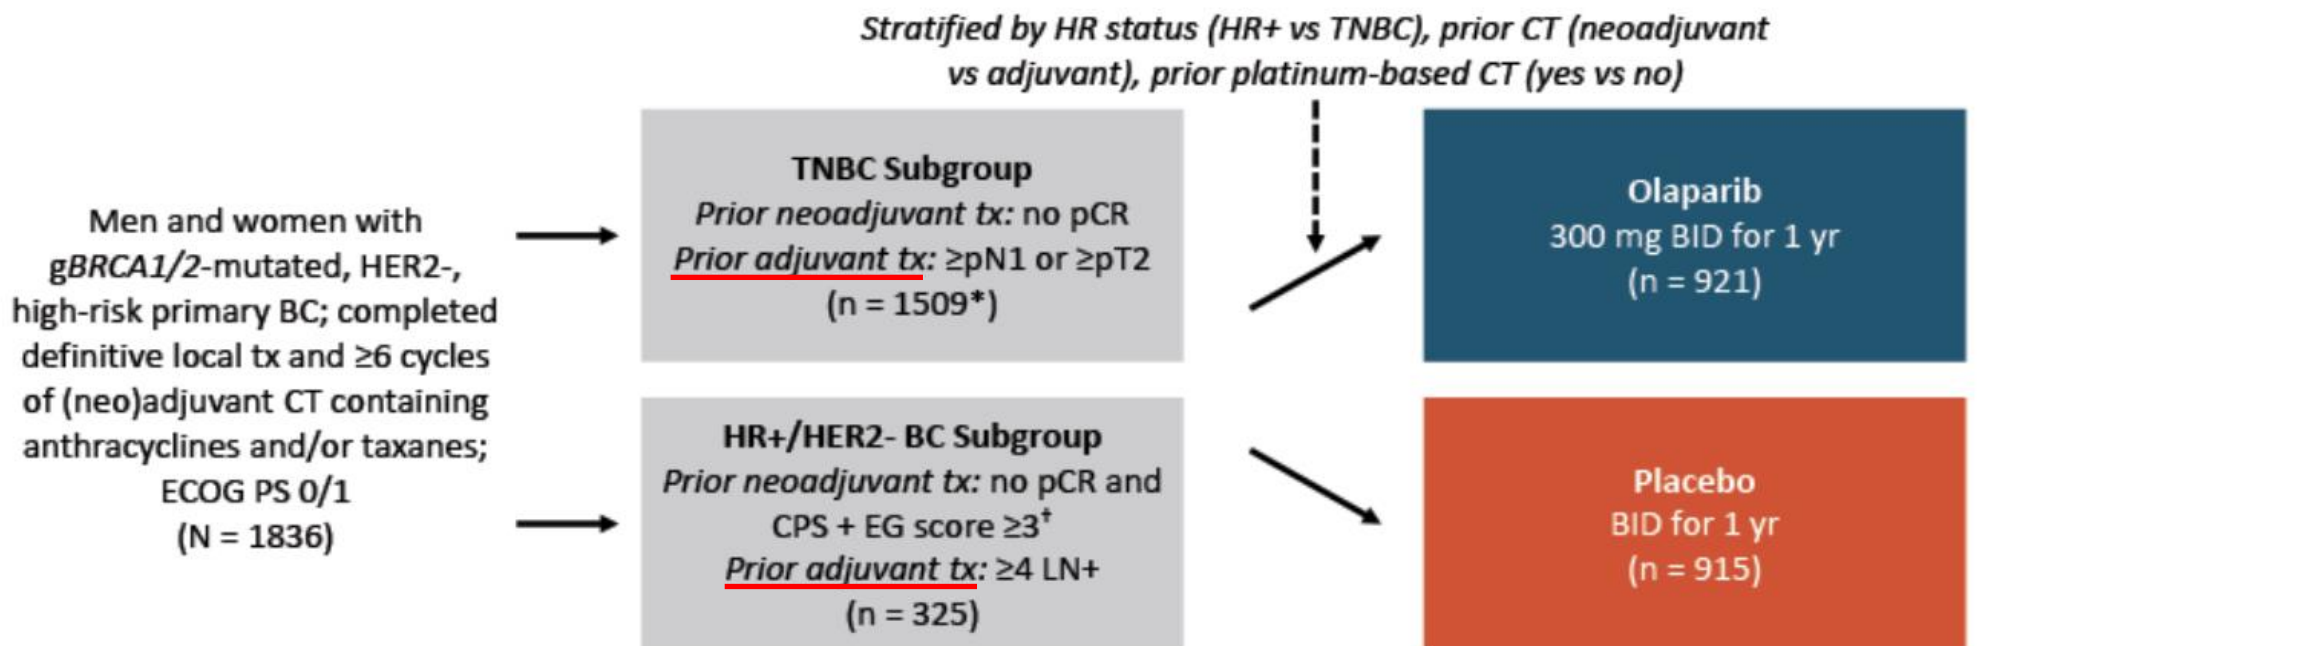 Stratified by HR status (HR+ vs TNBC), prior CT (neoadjuvant
vs adjuvant), prior platinum-based CT (yes vs no)
Men and women with
gBRCA1/2-mutated, HER2-,
high-risk primary BC; completed
definitive local tx and ≥6 cycles
of (neo)adjuvant CT containing
anthracyclines and/or taxanes;
ECOG PS 0/1
(N = 1836)
TNBC Subgroup
Prior neoadjuvant tx: no pCR
Prior adjuvant tx: ≥pN1 or ≥pT2
(n = 1509*)
HR+/HER2- BC Subgroup
Prior neoadjuvant tx: no pCR and
CPS + EG score ≥3†
Prior adjuvant tx: ≥4 LN+
(n = 325)
Olaparib
300 mg BID for 1 yr
(n = 921)
Placebo
BID for 1 yr
(n = 915)